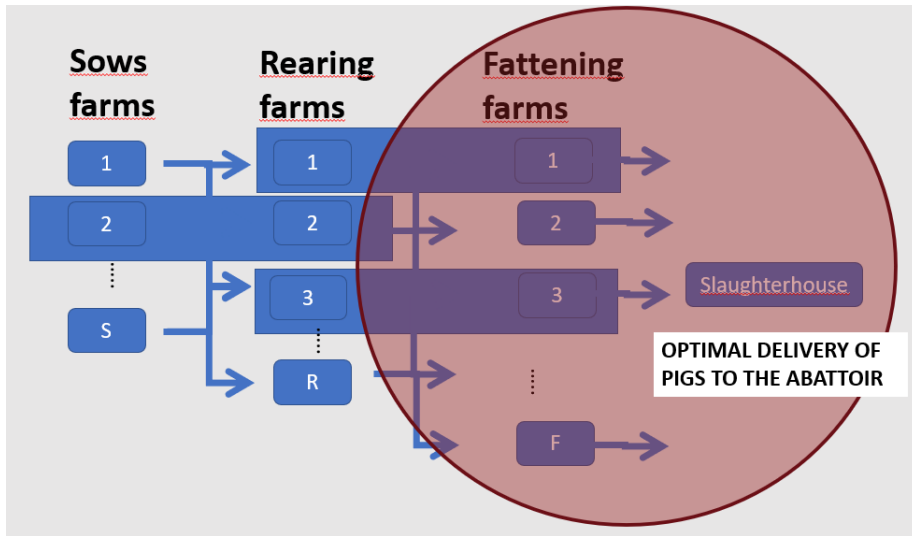 Sows
farms
Rearing
farms
Fattening
farms
1
1
1
2
2
2
3
3
Slaughterhouse
S
OPTIMAL DELIVERY OF
PIGS TO THE ABATTOIR
R
F